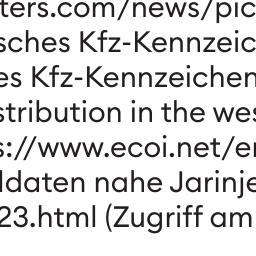 ters.com/news/pic
sches Kfz-Kennzeic
es Kfz-Kennzeichen
stribution in the wes
s://www.ecoi.net/en
ldaten nahe Jarinje
23.html (Zugriff am